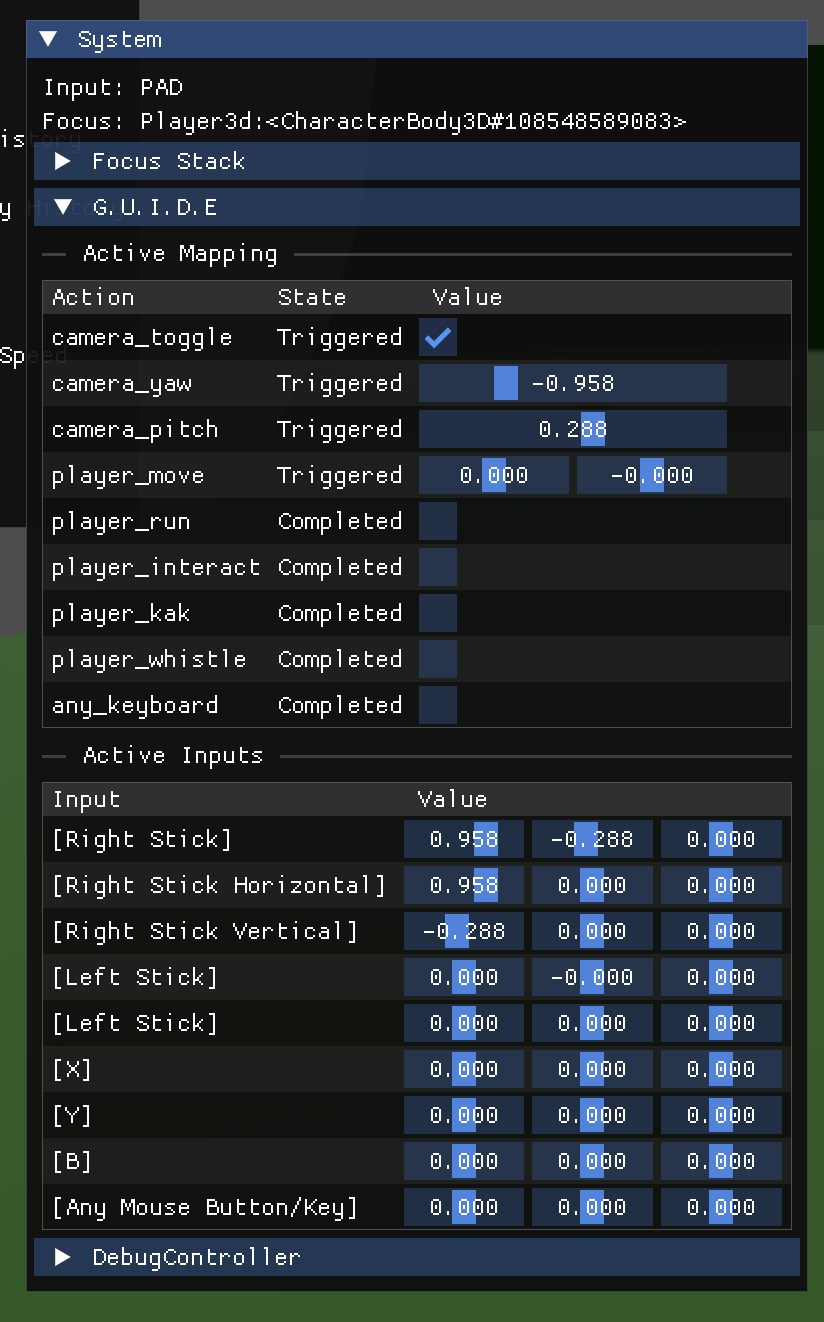 System
Input: PAD
Focus: Player3d:<CharacterBody3D#108548589083>
istory
Focus Stack
y History
G.U.I.D.E
Active Mapping
Action State Value
camera_toggle Triggered
Speed
camera_yaw Triggered -0.958
camera_pitch Triggered 0.288
player_move Triggered 0.000 -0.000
player_run Completed
player_interact Completed
player_kak Completed
player_whistle Completed
any_keyboard Completed
Active Inputs
Input Value
[Right Stick] 0.958 -0.288 0.000
[Right Stick Horizontal] 0.958 0.000 0.000
[Right Stick Vertical] -0.288 0.000 0.000
[Left Stick] 0.000 -0.000 0.000
[Left Stick] 0.000 0.000 0.000
[X] 0.000 0.000 0.000
[Y] 0.000 0.000 0.000
[B] 0.000 0.000 0.000
[Any Mouse Button/Key] 0.000 0.000 0.000
DebugController